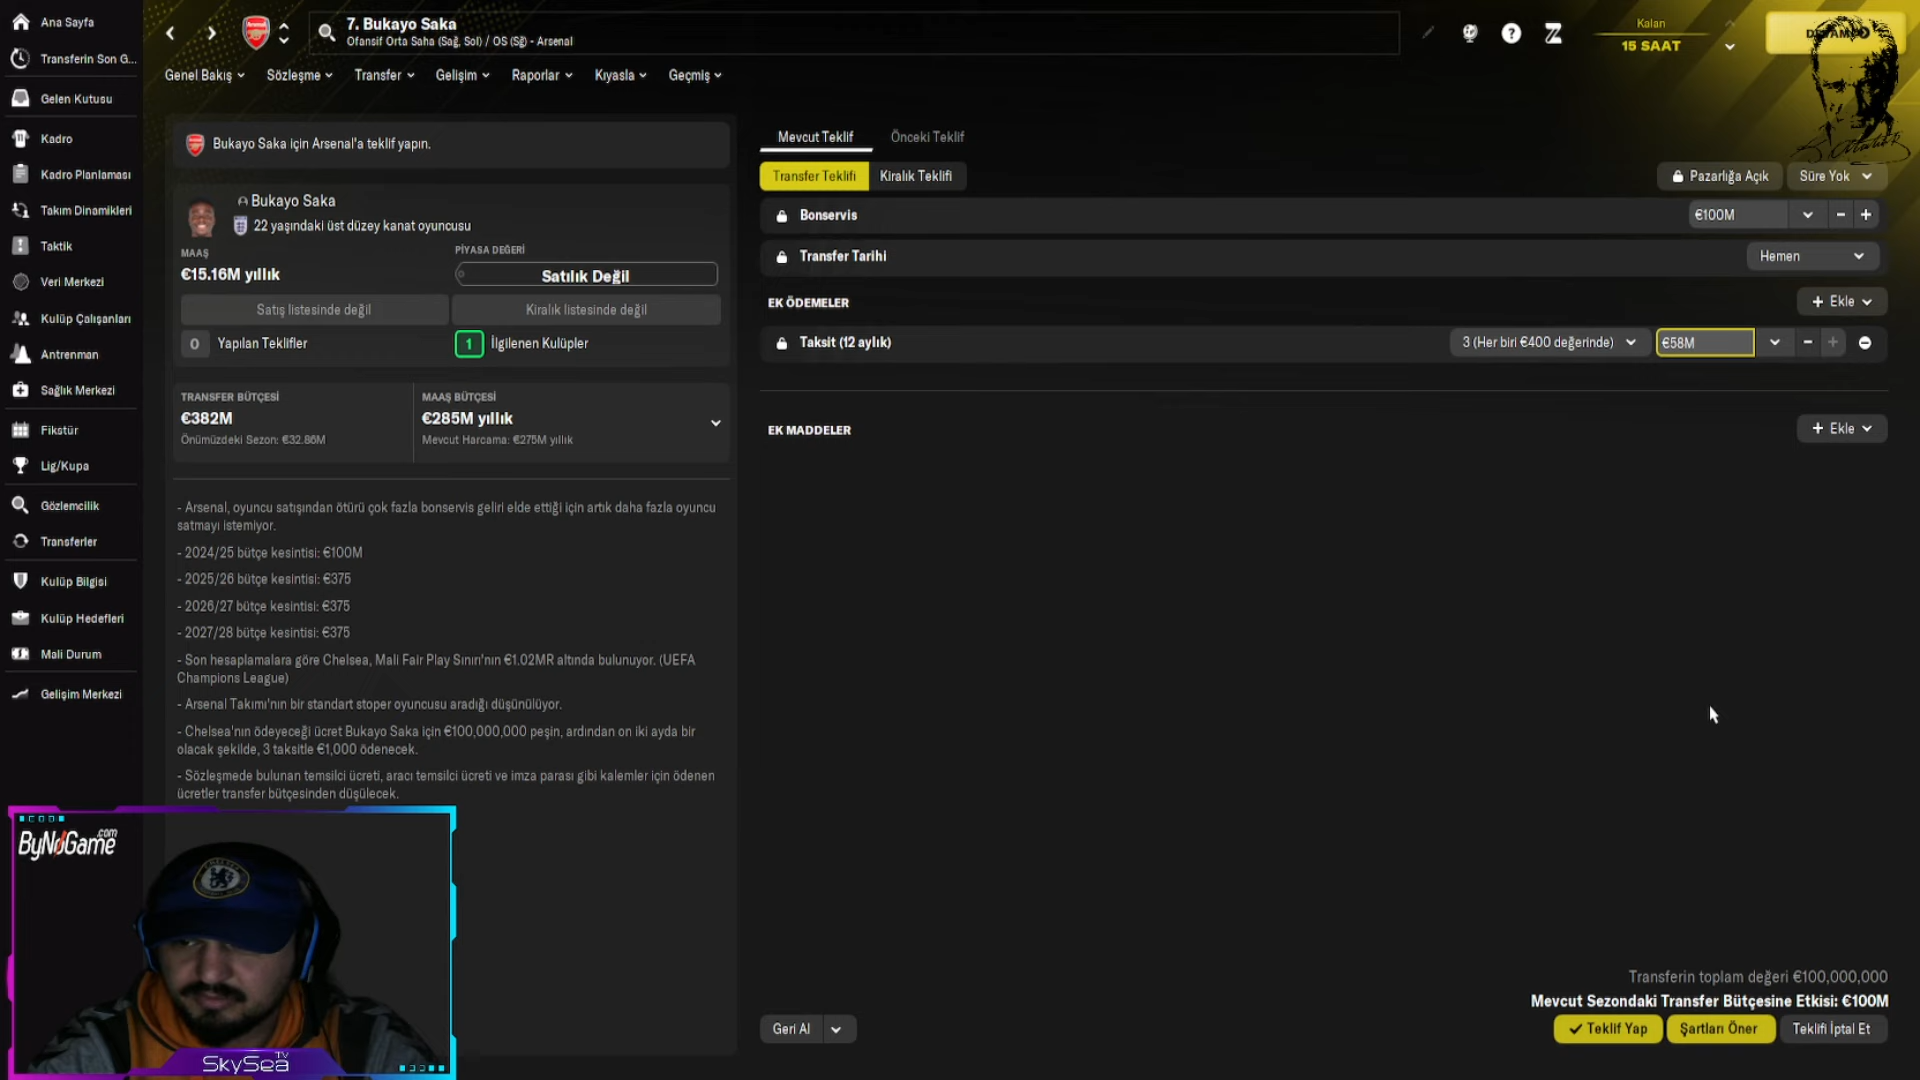 Ana Sayfa
Transferin Son G...
Gelen Kutusu
Kadro
Kadro Planlaması
Takım Dinamikleri
Taktik
Veri Merkezi
Kulüp Çalışanları
Antrenman
Sağlık Merkezi
Fikstür
Lig/Kupa
Gözlemcilik
Transferler
Kulüp Bilgisi
Kulüp Hedefleri
Mali Durum
Gelişim Merkezi
7. Bukayo Saka
Ofansif Orta Saha (Sağ, Sol) / OS (Sğ) - Arsenal
Kalan
15 SAAT
Genel Bakış
Sözleşme
Transfer
Gelişim
Raporlar
Kıyasla
Geçmiş
Bukayo Saka için Arsenal'a teklif yapın.
Bukayo Saka
22 yaşındaki üst düzey kanat oyuncusu
MAAŞ
€15.16M yıllık
PİYASA DEĞERİ
Satılık Değil
Satış listesinde değil
Kiralık listesinde değil
0 Yapılan Teklifler
1 İlgilenen Kulüpler
TRANSFER BÜTÇESİ
€382M
Önümüzdeki Sezon: €32.86M
MAAŞ BÜTÇESİ
€285M yıllık
Mevcut Harcama: €275M yıllık
- Arsenal, oyuncu satışından ötürü çok fazla bonservis geliri elde ettiği için artık daha fazla oyuncu
satmayı istemiyor.
- 2024/25 bütçe kesintisi: €100M
- 2025/26 bütçe kesintisi: €375
- 2026/27 bütçe kesintisi: €375
- 2027/28 bütçe kesintisi: €375
- Son hesaplamalara göre Chelsea, Mali Fair Play Sınırı'nın €1.02MR altında bulunuyor. (UEFA
Champions League)
- Arsenal Takımı'nın bir standart stoper oyuncusu aradığı düşünülüyor.
- Chelsea'nın ödeyeceği ücret Bukayo Saka için €100,000,000 peşin, ardından on iki ayda bir
olacak şekilde, 3 taksitle €1,000 ödenecek.
- Sözleşmede bulunan temsilci ücreti, aracı temsilci ücreti ve imza parası gibi kalemler için ödenen
ücretler transfer bütçesinden düşülecek.
Mevcut Teklif
Önceki Teklif
Transfer Teklifi
Kiralık Teklifi
Pazarlığa Açık
Süre Yok
Bonservis
€100M
Transfer Tarihi
Hemen
EK ÖDEMELER
Ekle
Taksit (12 aylık)
3 (Her biri €400 değerinde)
€58M
EK MADDELER
Ekle
Transferin toplam değeri €100,000,000
Mevcut Sezondaki Transfer Bütçesine Etkisi: €100M
Geri Al
Teklif Yap
Şartları Öner
Teklifi İptal Et
ByNoGame.com
SkySea TV